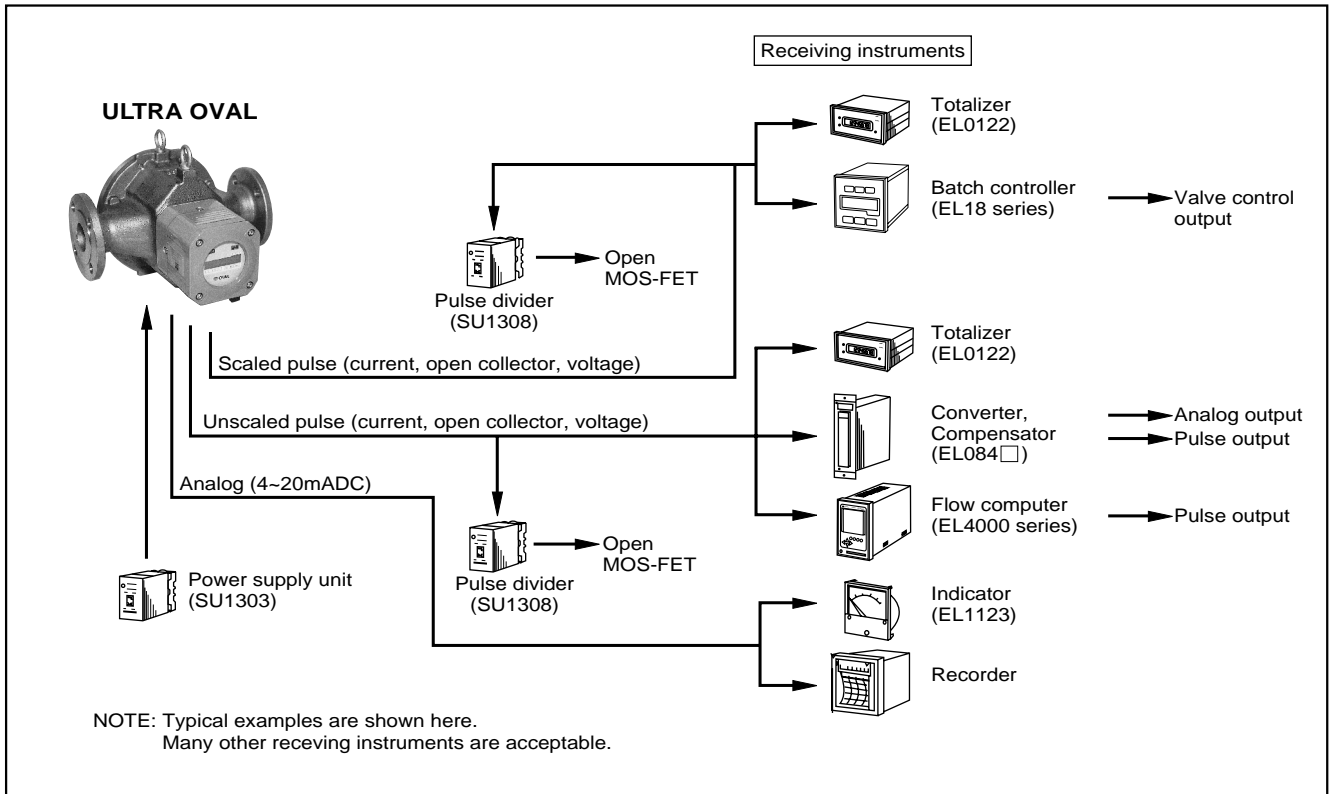 Receiving instruments
ULTRA OVAL
Totalizer
(EL0122)
Batch controller
(EL18 series)
Valve control
output
Open
MOS-FET
Pulse divider
(SU1308)
Scaled pulse (current, open collector, voltage)
Totalizer
(EL0122)
Unscaled pulse (current, open collector, voltage)
Converter,
Compensator
(EL084□)
Analog output
Pulse output
Analog (4~20mADC)
Flow computer
(EL4000 series)
Pulse output
Open
MOS-FET
Pulse divider
(SU1308)
Power supply unit
(SU1303)
Indicator
(EL1123)
Recorder
NOTE: Typical examples are shown here.
Many other receving instruments are acceptable.